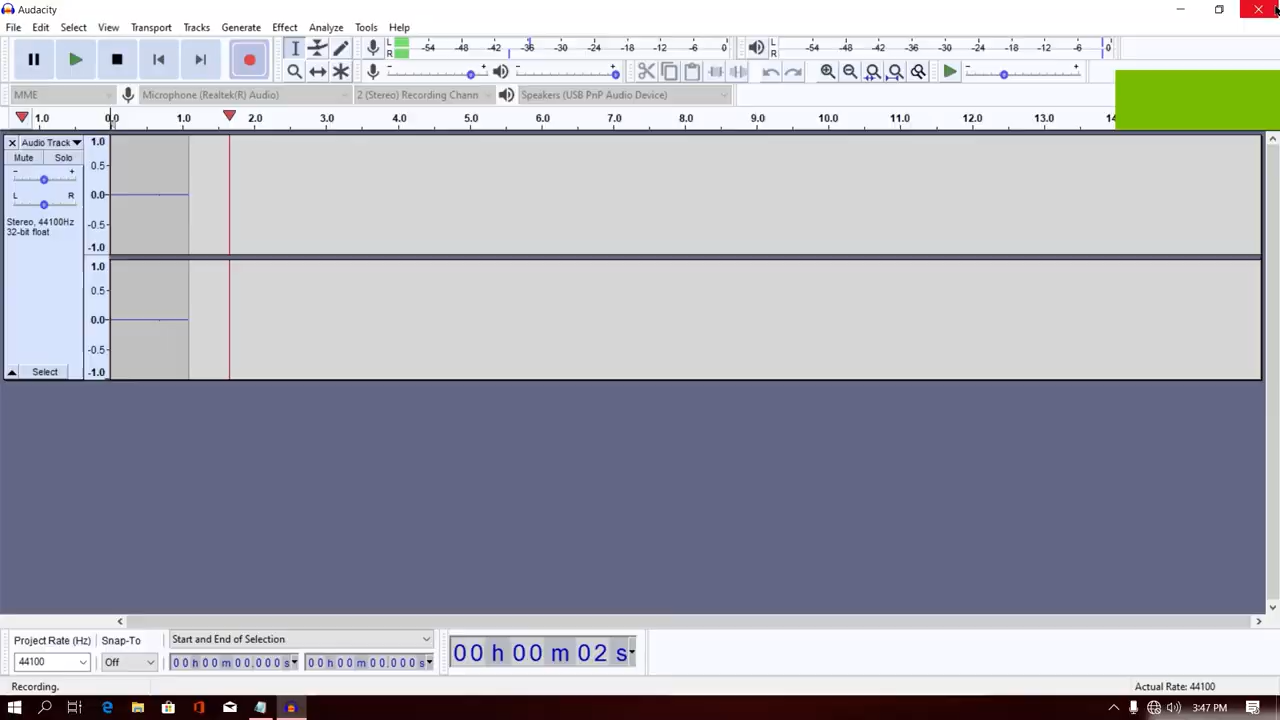 Audacity
File Edit Select View Transport Tracks Generate Effect Analyze Tools Help
L R -54 -48 -42 -36 -30 -24 -18 -12 -6 0 L R -54 -48 -42 -36 -30 -24 -18 -12 -6 0
- + - + - +
MME Microphone (Realtek(R) Audio) 2 (Stereo) Recording Chann Speakers (USB PnP Audio Device)
1.0 0.0 1.0 2.0 3.0 4.0 5.0 6.0 7.0 8.0 9.0 10.0 11.0 12.0 13.0 14
Audio Track 1.0
Mute Solo
0.5
- +
L R 0.0
Stereo, 44100Hz -0.5
32-bit float
-1.0
1.0
0.5
0.0
-0.5
Select -1.0
Project Rate (Hz) Snap-To Start and End of Selection
44100 Off 00 h 00 m 00.000 s 00 h 00 m 00.000 s 00 h 00 m 02 s
Recording. Actual Rate: 44100
3:47 PM